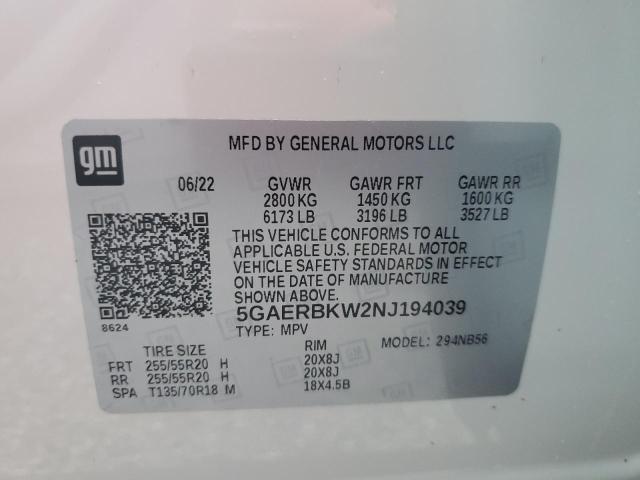 gm
MFD BY GENERAL MOTORS LLC
06/22 GVWR GAWR FRT GAWR RR
2800 KG 1450 KG 1600 KG
6173 LB 3196 LB 3527 LB
THIS VEHICLE CONFORMS TO ALL
APPLICABLE U.S. FEDERAL MOTOR
VEHICLE SAFETY STANDARDS IN EFFECT
ON THE DATE OF MANUFACTURE
SHOWN ABOVE.
5GAERBKW2NJ194039
8624
TYPE: MPV MODEL: 294NB56
TIRE SIZE RIM
FRT 255/55R20 H 20X8J
RR 255/55R20 H 20X8J
SPA T135/70R18 M 18X4.5B